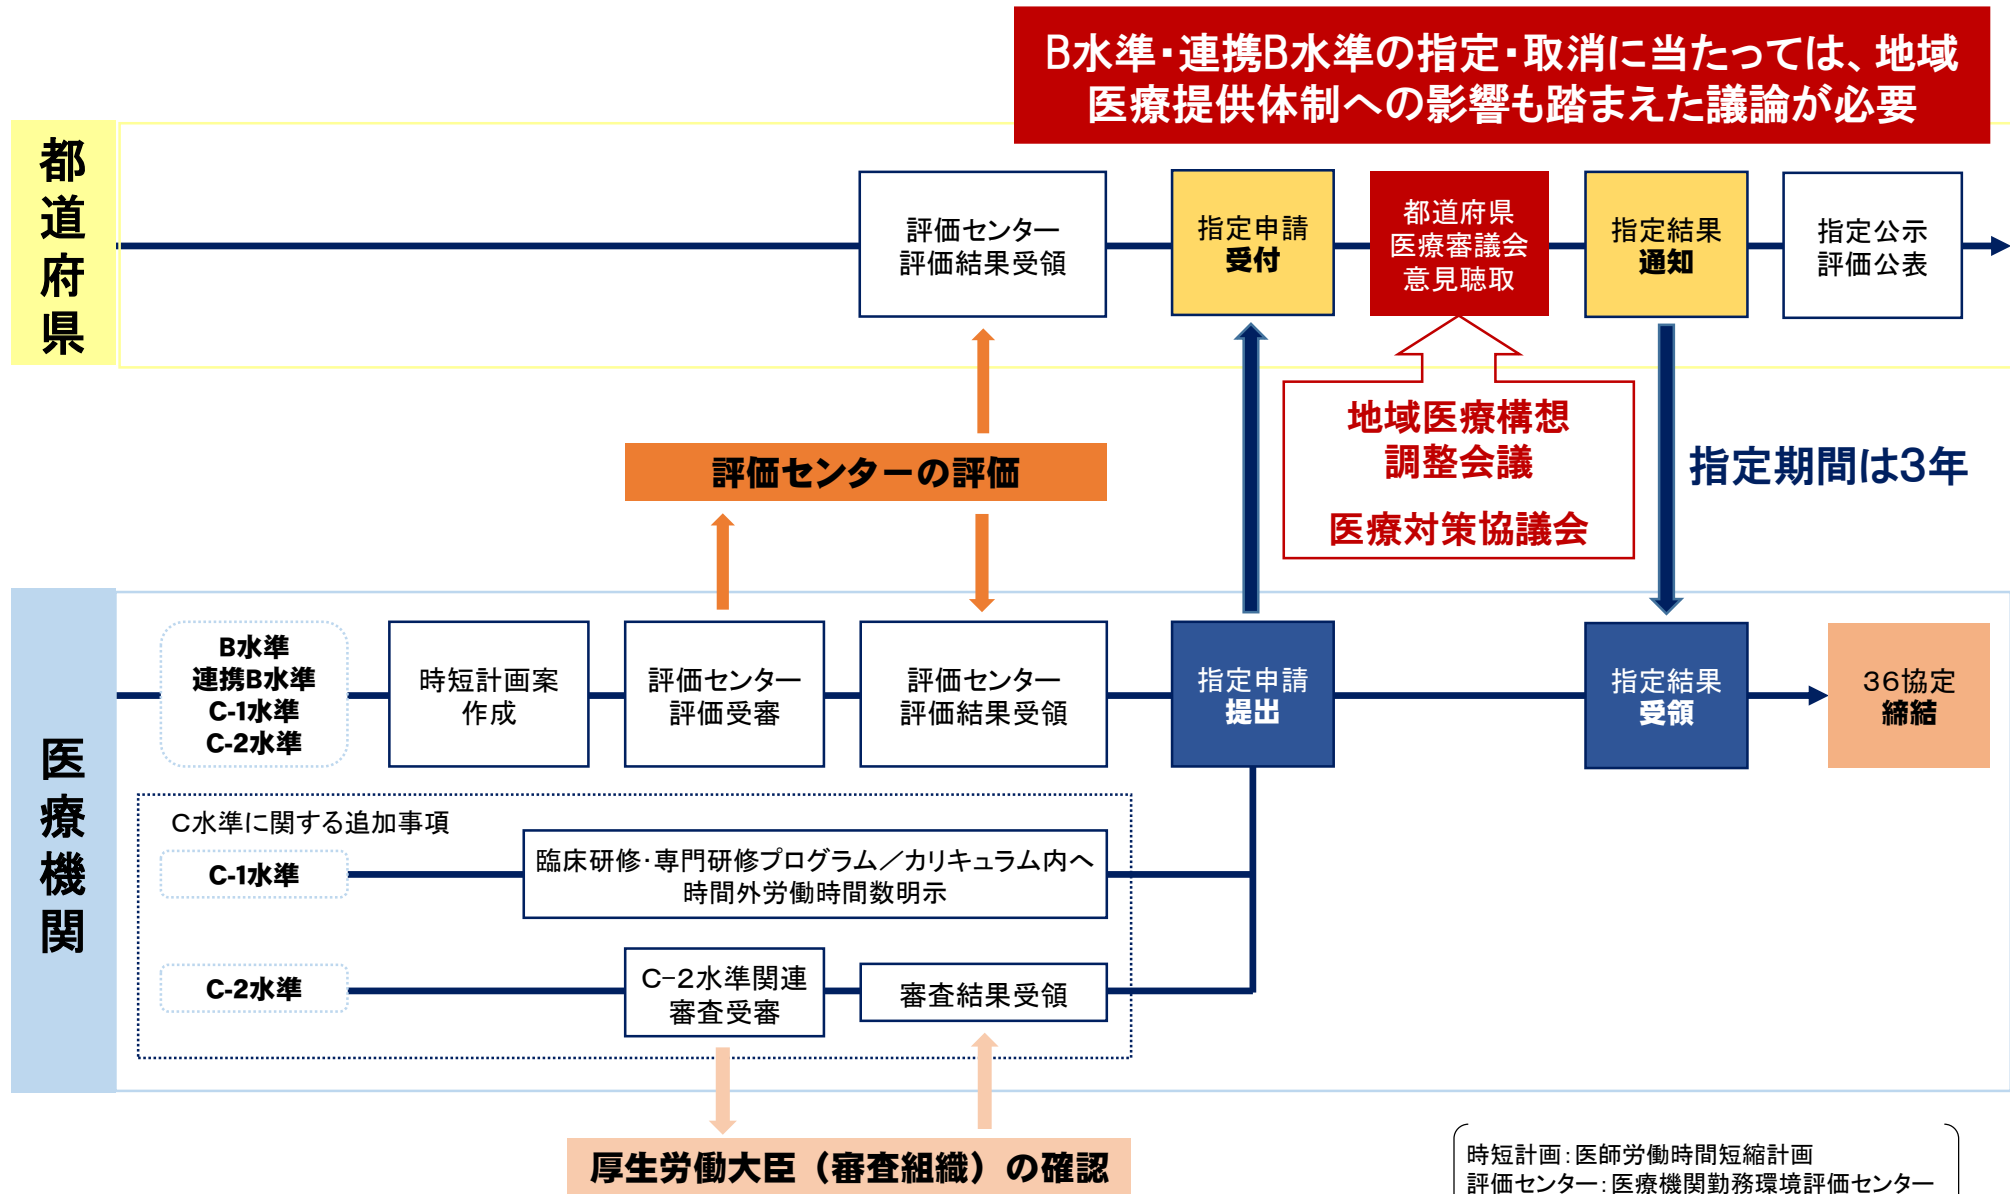 B水準・連携B水準の指定・取消に当たっては、地域
医療提供体制への影響も踏まえた議論が必要
都道府県
評価センター
評価結果受領
指定申請
受付
都道府県
医療審議会
意見聴取
指定結果
通知
指定公示
評価公表
地域医療構想
調整会議
医療対策協議会
指定期間は3年
評価センターの評価
医療機関
B水準
連携B水準
C-1水準
C-2水準
時短計画案
作成
評価センター
評価受審
評価センター
評価結果受領
指定申請
提出
指定結果
受領
36協定
締結
C水準に関する追加事項
C-1水準
臨床研修・専門研修プログラム／カリキュラム内へ
時間外労働時間数明示
C-2水準
C-2水準関連
審査受審
審査結果受領
厚生労働大臣（審査組織）の確認
時短計画：医師労働時間短縮計画
評価センター：医療機関勤務環境評価センター